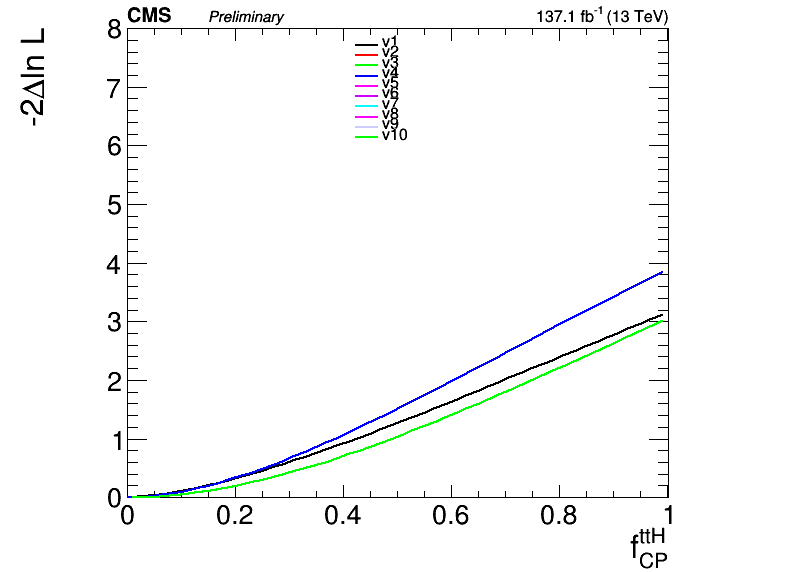 CMS Preliminary 137.1 fb-1 (13 TeV)
-2Δln L
8
7
6
5
4
3
2
1
0
v1
v2
v3
v4
v5
v6
v7
v8
v9
v10
0 0.2 0.4 0.6 0.8 1
f ttH CP